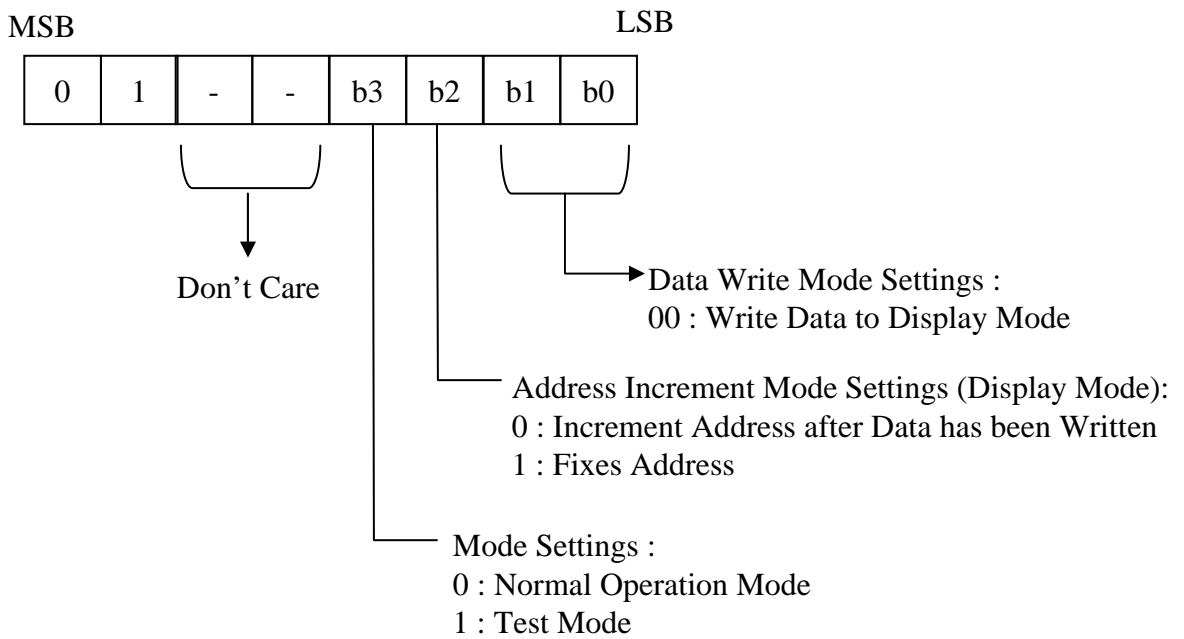 MSB
LSB
0 1 - - b3 b2 b1 b0
Don’t Care
Data Write Mode Settings :
00 : Write Data to Display Mode
Address Increment Mode Settings (Display Mode):
0 : Increment Address after Data has been Written
1 : Fixes Address
Mode Settings :
0 : Normal Operation Mode
1 : Test Mode